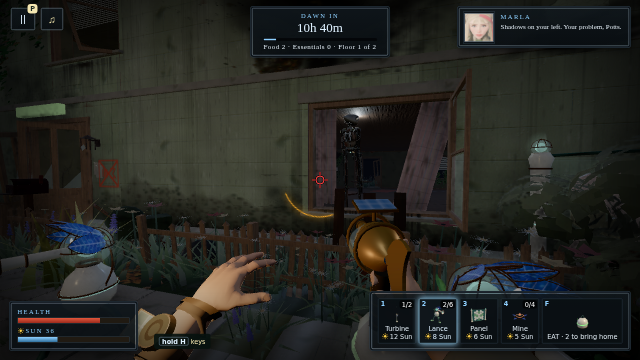 P
DAWN IN
10h 40m
Food 2 · Essentials 0 · Floor 1 of 2
MARLA
Shadows on your left. Your problem, Potts.
HEALTH
SUN 56
hold H keys
1 1/2
Turbine
12 Sun
2 2/6
Lance
8 Sun
3
Panel
6 Sun
4 0/4
Mine
5 Sun
F
EAT · 2 to bring home